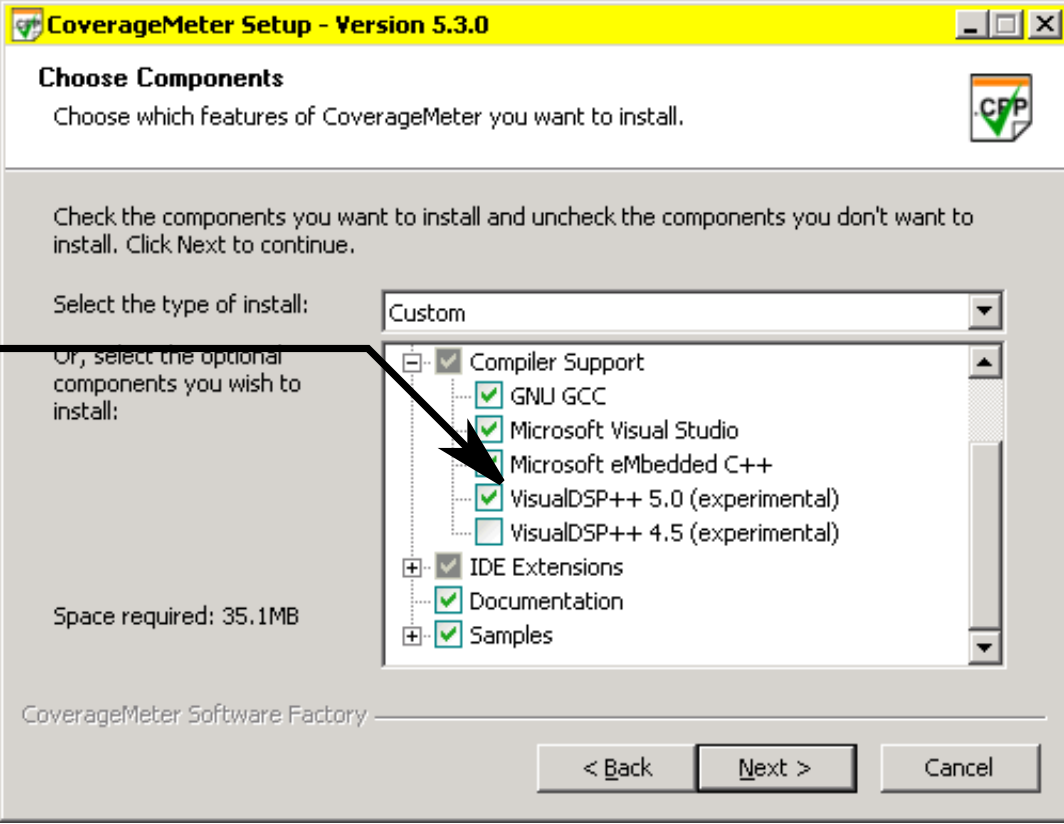 CoverageMeter Setup - Version 5.3.0
Choose Components
Choose which features of CoverageMeter you want to install.
.CPP
Check the components you want to install and uncheck the components you don't want to
install. Click Next to continue.
Select the type of install:
Custom
Or, select the optional
components you wish to
install:
Compiler Support
GNU GCC
Microsoft Visual Studio
Microsoft eMbedded C++
VisualDSP++ 5.0 (experimental)
VisualDSP++ 4.5 (experimental)
IDE Extensions
Documentation
Samples
Space required: 35.1MB
CoverageMeter Software Factory
< Back
Next >
Cancel